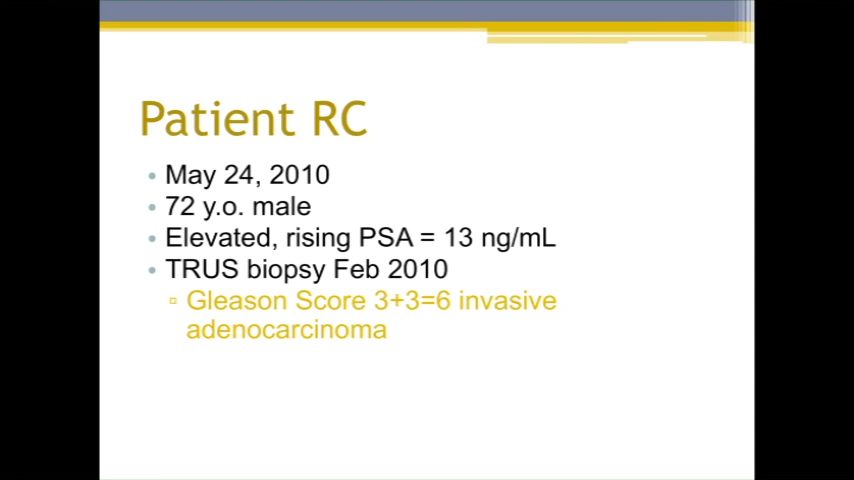 Patient RC
• May 24, 2010
• 72 y.o. male
• Elevated, rising PSA = 13 ng/mL
• TRUS biopsy Feb 2010
▫ Gleason Score 3+3=6 invasive
adenocarcinoma